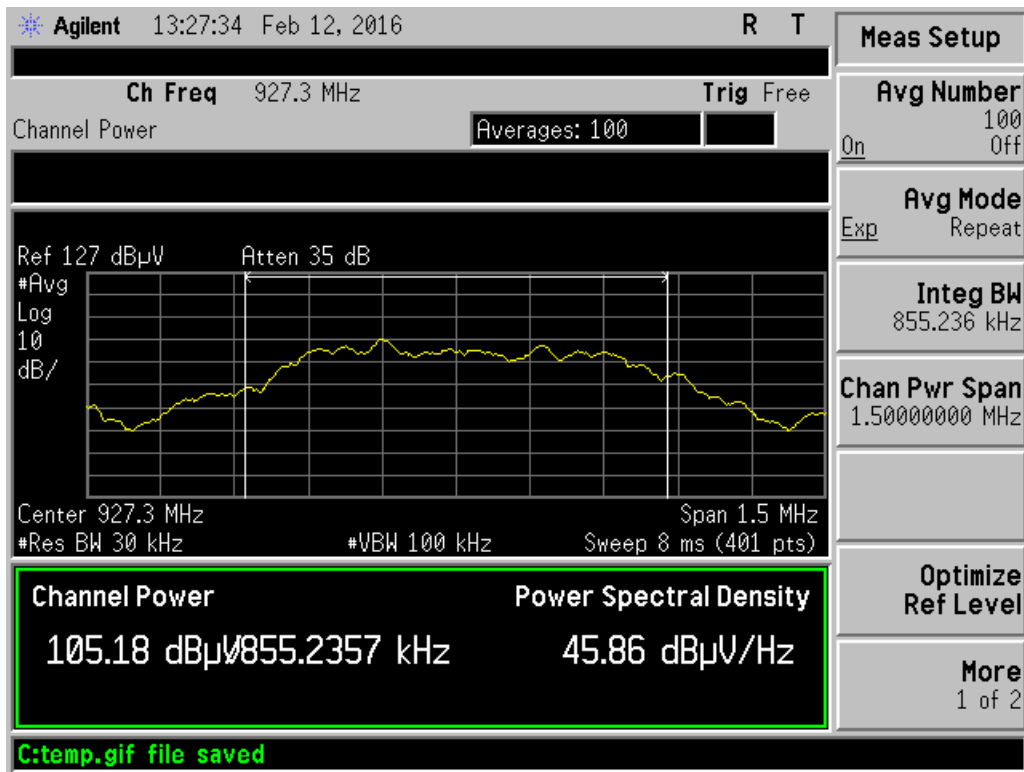 Agilent 13:27:34 Feb 12, 2016 R T
Ch Freq 927.3 MHz Trig Free
Channel Power Averages: 100
Ref 127 dBµV Atten 35 dB
#Avg
Log
10
dB/
Center 927.3 MHz Span 1.5 MHz
#Res BW 30 kHz #VBW 100 kHz Sweep 8 ms (401 pts)
Channel Power Power Spectral Density
105.18 dBµV/855.2357 kHz 45.86 dBµV/Hz
C:temp.gif file saved
Meas Setup
Avg Number
100
On Off
Avg Mode
Exp Repeat
Integ BW
855.236 kHz
Chan Pwr Span
1.50000000 MHz
Optimize
Ref Level
More
1 of 2